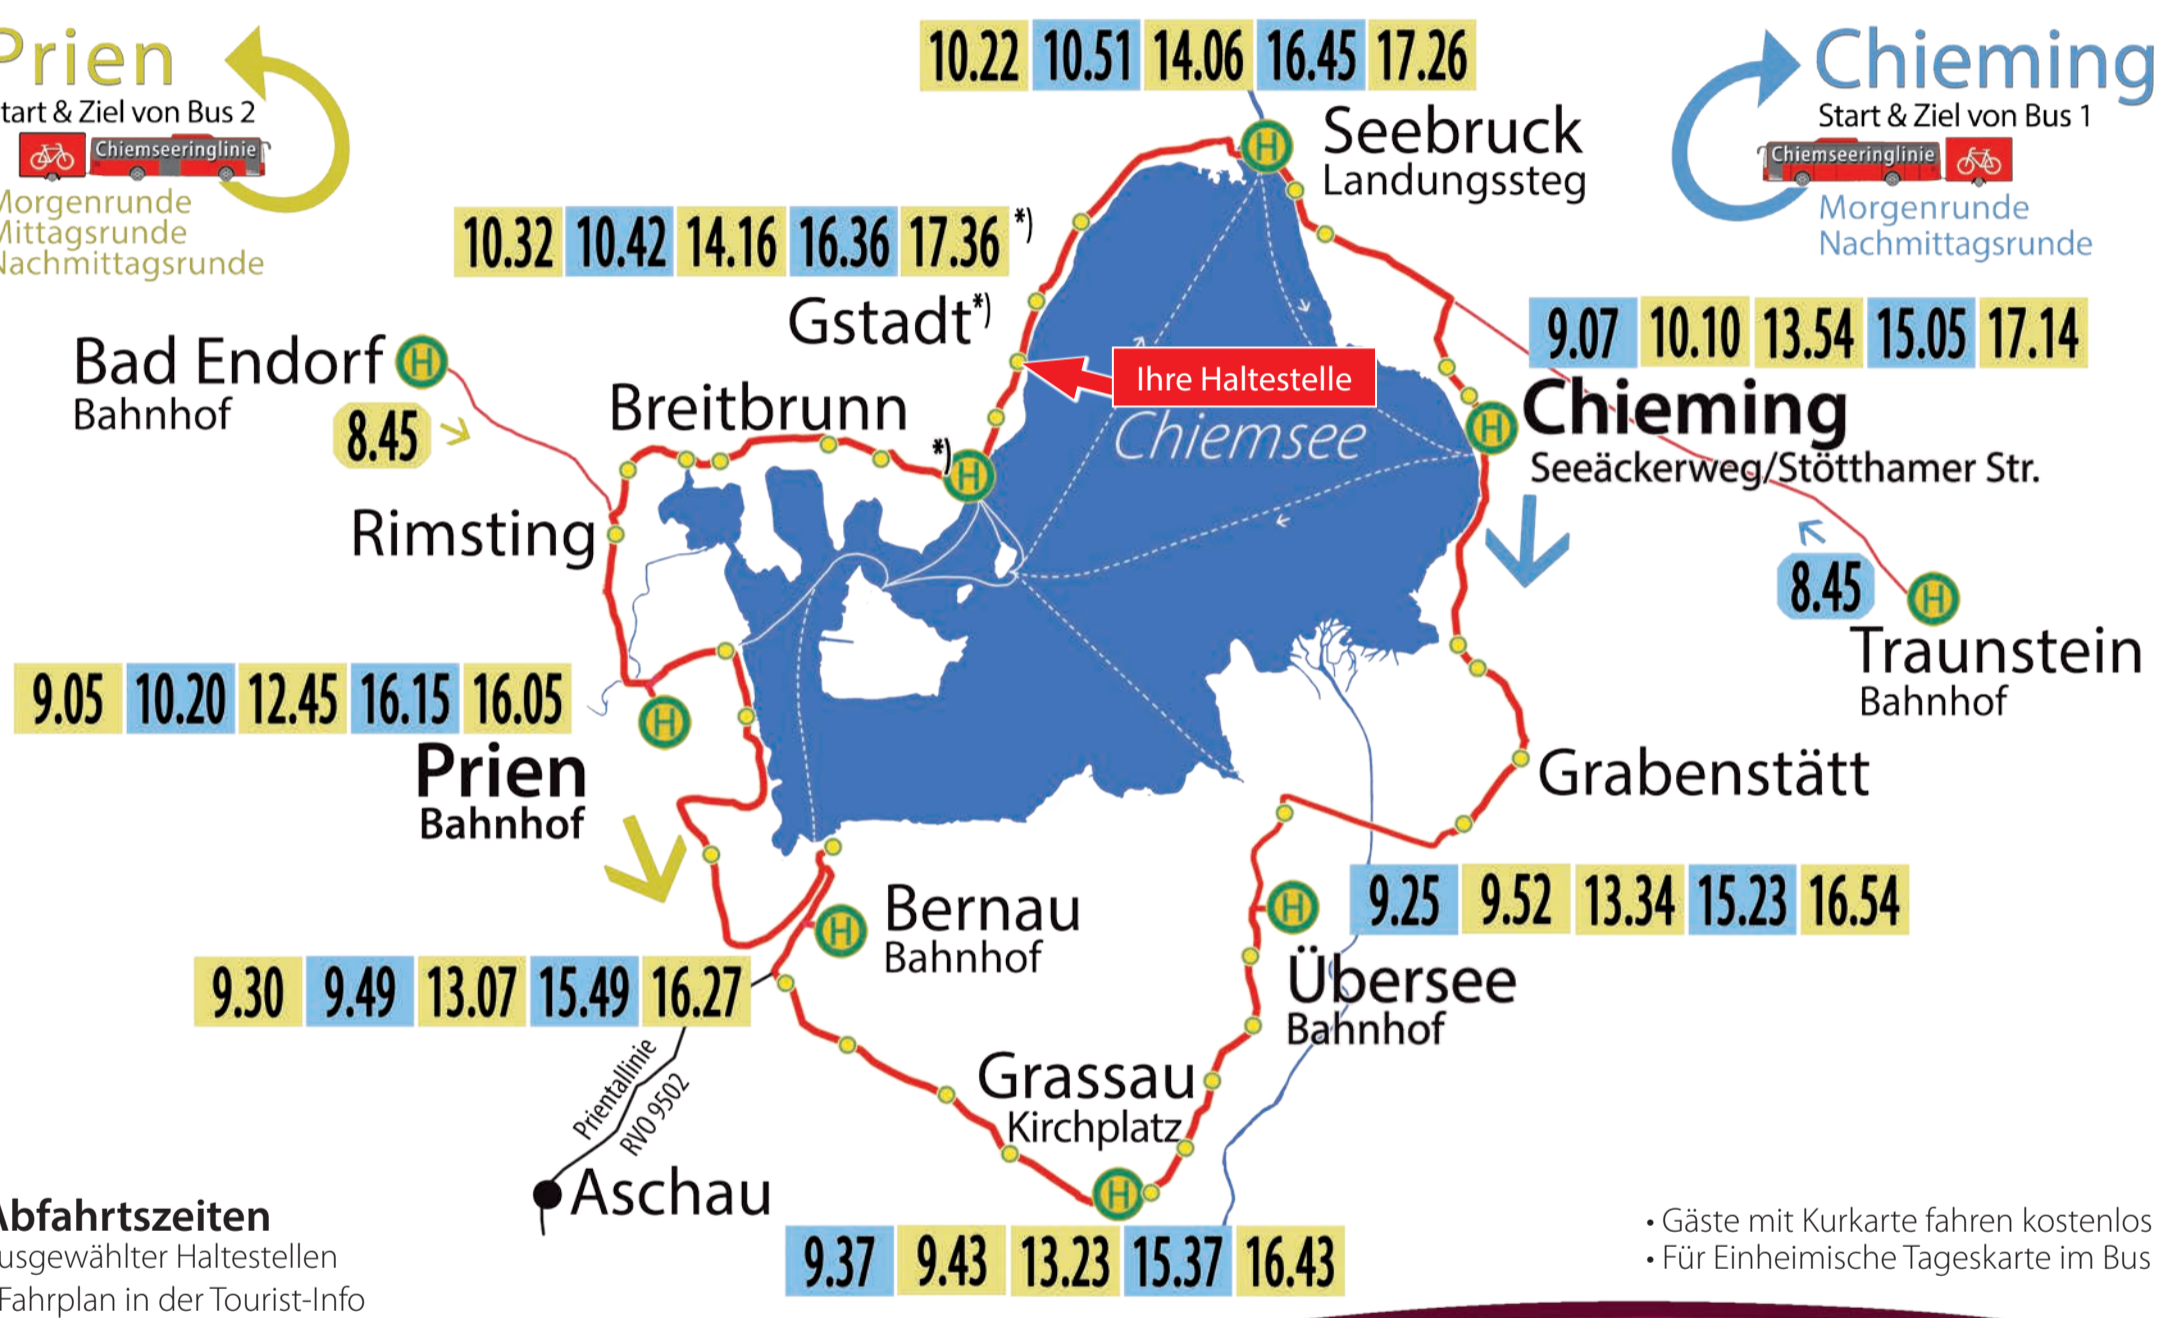 10.22 10.51 14.06 16.45 17.26
Prien
tart & Ziel von Bus 2
Chiemseeringlinie
Morgenrunde
Mittagsrunde
Nachmittagsrunde
Chieming
Start & Ziel von Bus 1
Chiemseeringlinie
Morgenrunde
Nachmittagsrunde
H
Seebruck
Landungssteg
10.32 10.42 14.16 16.36 17.36 *)
Gstadt*)
Bad Endorf H
Bahnhof
8.45
Breitbrunn
*) H
Ihre Haltestelle
Chiemsee
9.07 10.10 13.54 15.05 17.14
H Chieming
Seeäckerweg/Stötthamer Str.
8.45
H
Traunstein
Bahnhof
Rimsting
9.05 10.20 12.45 16.15 16.05
H
Prien
Bahnhof
Grabenstätt
H
Bernau
Bahnhof
9.30 9.49 13.07 15.49 16.27
H
9.25 9.52 13.34 15.23 16.54
Übersee
Bahnhof
Prientallinie
RVO 9502
Aschau
Grassau
Kirchplatz
H
9.37 9.43 13.23 15.37 16.43
Abfahrtszeiten
usgewählter Haltestellen
Fahrplan in der Tourist-Info
• Gäste mit Kurkarte fahren kostenlos
• Für Einheimische Tageskarte im Bus